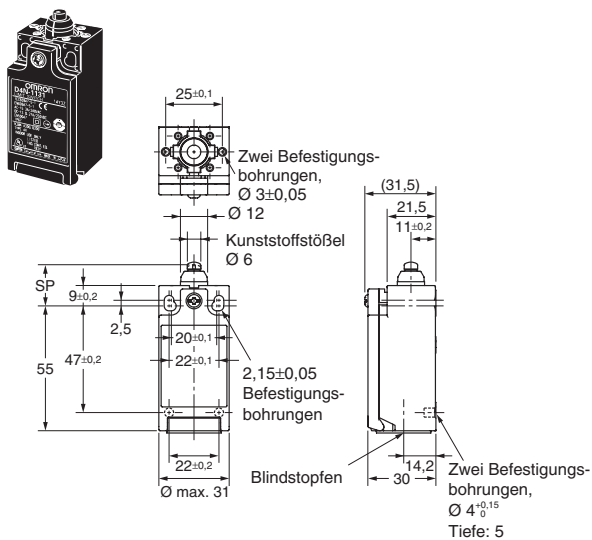 OMRON
D4N-1131
25±0,1
Zwei Befestigungs-
bohrungen,
Ø 3±0,05
Ø 12
Kunststoffstößel
Ø 6
SP
9±0,2
2,5
20±0,1
47±0,2
22±0,1
55
2,15±0,05
Befestigungs-
bohrungen
22±0,2
Ø max. 31
(31,5)
21,5
11±0,2
Blindstopfen
14,2
30
Zwei Befestigungs-
bohrungen,
Ø 4 +0,15 0
Tiefe: 5